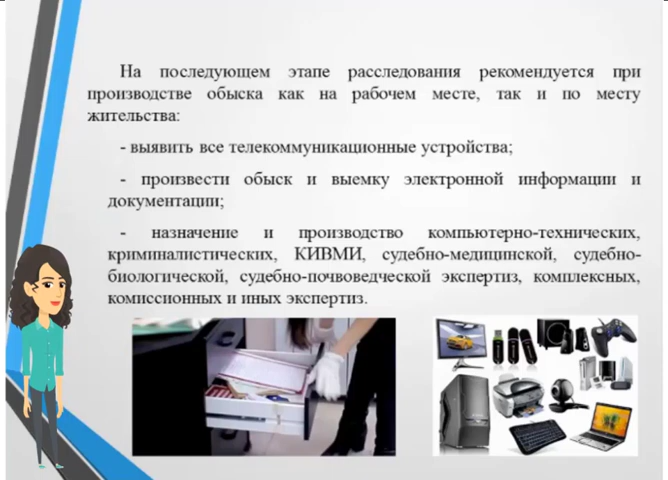 На последующем этапе расследования рекомендуется при
производстве обыска как на рабочем месте, так и по месту
жительства:
- выявить все телекоммуникационные устройства;
- произвести обыск и выемку электронной информации и
документации;
- назначение и производство компьютерно-технических,
криминалистических, КИВМИ, судебно-медицинской, судебно-
биологической, судебно-почвоведческой экспертиз, комплексных,
комиссионных и иных экспертиз.